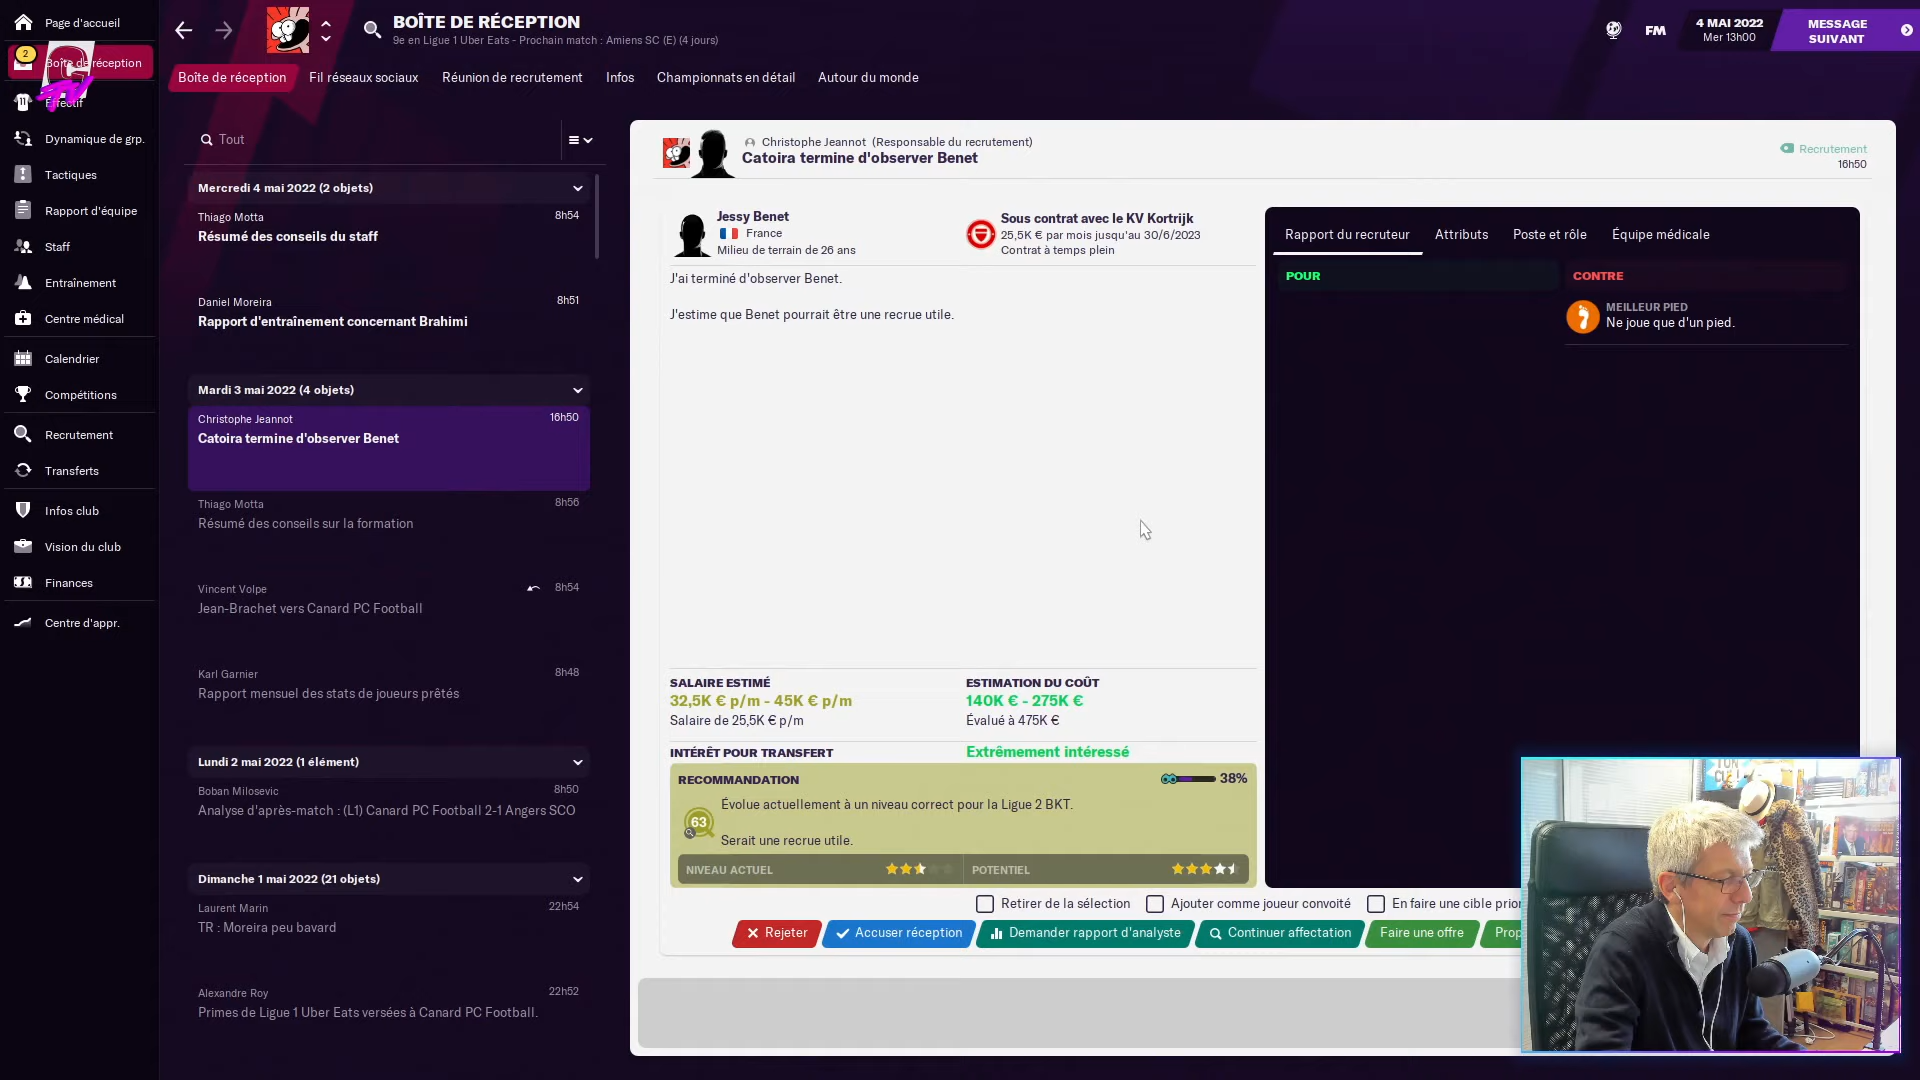 Page d'accueil
2
Boîte de réception
Effectif
Dynamique de grp.
Tactiques
Rapport d'équipe
Staff
Entraînement
Centre médical
Calendrier
Compétitions
Recrutement
Transferts
Infos club
Vision du club
Finances
Centre d'appr.
BOÎTE DE RÉCEPTION
9e en Ligue 1 Uber Eats - Prochain match : Amiens SC (E) (4 jours)
FM
4 MAI 2022
Mer 13h00
MESSAGE
SUIVANT
Boîte de réception
Fil réseaux sociaux
Réunion de recrutement
Infos
Championnats en détail
Autour du monde
Tout
Mercredi 4 mai 2022 (2 objets)
Thiago Motta 8h54
Résumé des conseils du staff
Daniel Moreira 8h51
Rapport d'entraînement concernant Brahimi
Mardi 3 mai 2022 (4 objets)
Christophe Jeannot 16h50
Catoira termine d'observer Benet
Thiago Motta 8h56
Résumé des conseils sur la formation
Vincent Volpe 8h54
Jean-Brachet vers Canard PC Football
Karl Garnier 8h48
Rapport mensuel des stats de joueurs prêtés
Lundi 2 mai 2022 (1 élément)
Boban Milosevic 8h50
Analyse d'après-match : (L1) Canard PC Football 2-1 Angers SCO
Dimanche 1 mai 2022 (21 objets)
Laurent Marin 22h54
TR : Moreira peu bavard
Alexandre Roy 22h52
Primes de Ligue 1 Uber Eats versées à Canard PC Football.
Christophe Jeannot (Responsable du recrutement)
Catoira termine d'observer Benet
Recrutement
16h50
Jessy Benet
France
Milieu de terrain de 26 ans
Sous contrat avec le KV Kortrijk
25,5K € par mois jusqu'au 30/6/2023
Contrat à temps plein
J'ai terminé d'observer Benet.
J'estime que Benet pourrait être une recrue utile.
SALAIRE ESTIMÉ
32,5K € p/m - 45K € p/m
Salaire de 25,5K € p/m
ESTIMATION DU COÛT
140K € - 275K €
Évalué à 475K €
INTÉRÊT POUR TRANSFERT
Extrêmement intéressé
RECOMMANDATION
38%
63
Évolue actuellement à un niveau correct pour la Ligue 2 BKT.
Serait une recrue utile.
NIVEAU ACTUEL
POTENTIEL
Rapport du recruteur
Attributs
Poste et rôle
Équipe médicale
POUR
CONTRE
MEILLEUR PIED
Ne joue que d'un pied.
Retirer de la sélection
Ajouter comme joueur convoité
En faire une cible prior
Rejeter
Accuser réception
Demander rapport d'analyste
Continuer affectation
Faire une offre
Prop